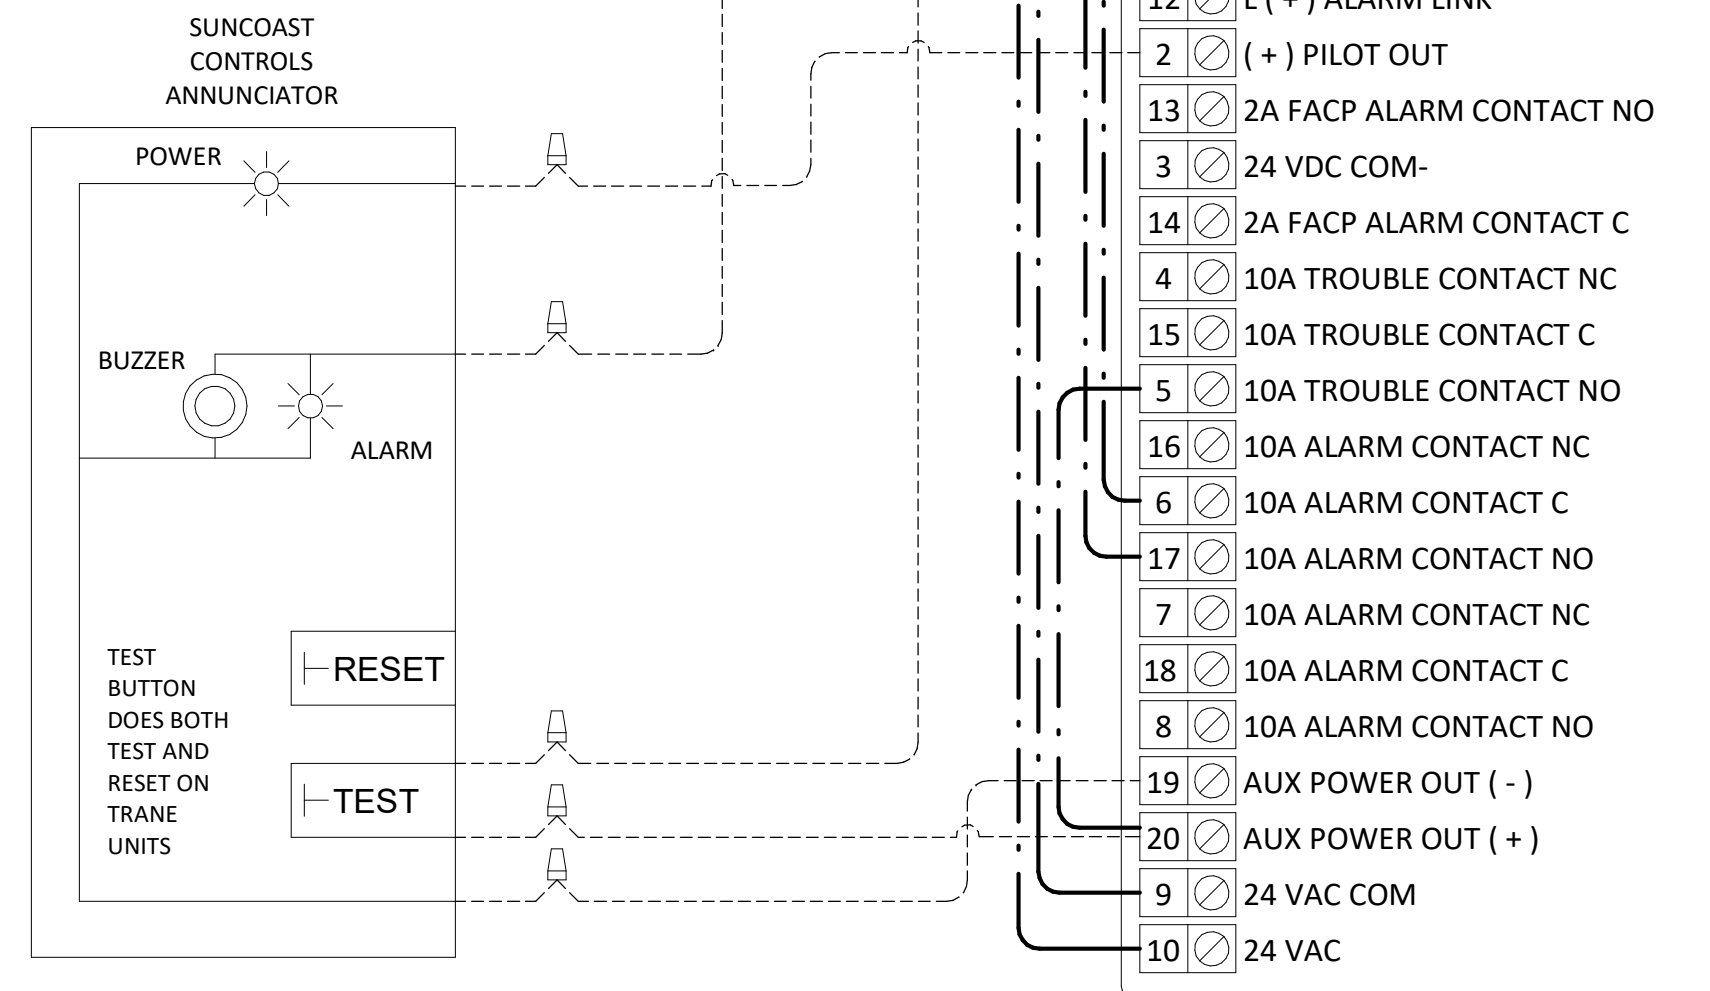 SUNCOAST
CONTROLS
ANNUNCIATOR
POWER
BUZZER
ALARM
RESET
TEST
BUTTON
DOES BOTH
TEST AND
RESET ON
TRANE
UNITS
TEST
12 L ( + ) ALARM LINK
2 ( + ) PILOT OUT
13 2A FACP ALARM CONTACT NO
3 24 VDC COM-
14 2A FACP ALARM CONTACT C
4 10A TROUBLE CONTACT NC
15 10A TROUBLE CONTACT C
5 10A TROUBLE CONTACT NO
16 10A ALARM CONTACT NC
6 10A ALARM CONTACT C
17 10A ALARM CONTACT NO
7 10A ALARM CONTACT NC
18 10A ALARM CONTACT C
8 10A ALARM CONTACT NO
19 AUX POWER OUT ( - )
20 AUX POWER OUT ( + )
9 24 VAC COM
10 24 VAC